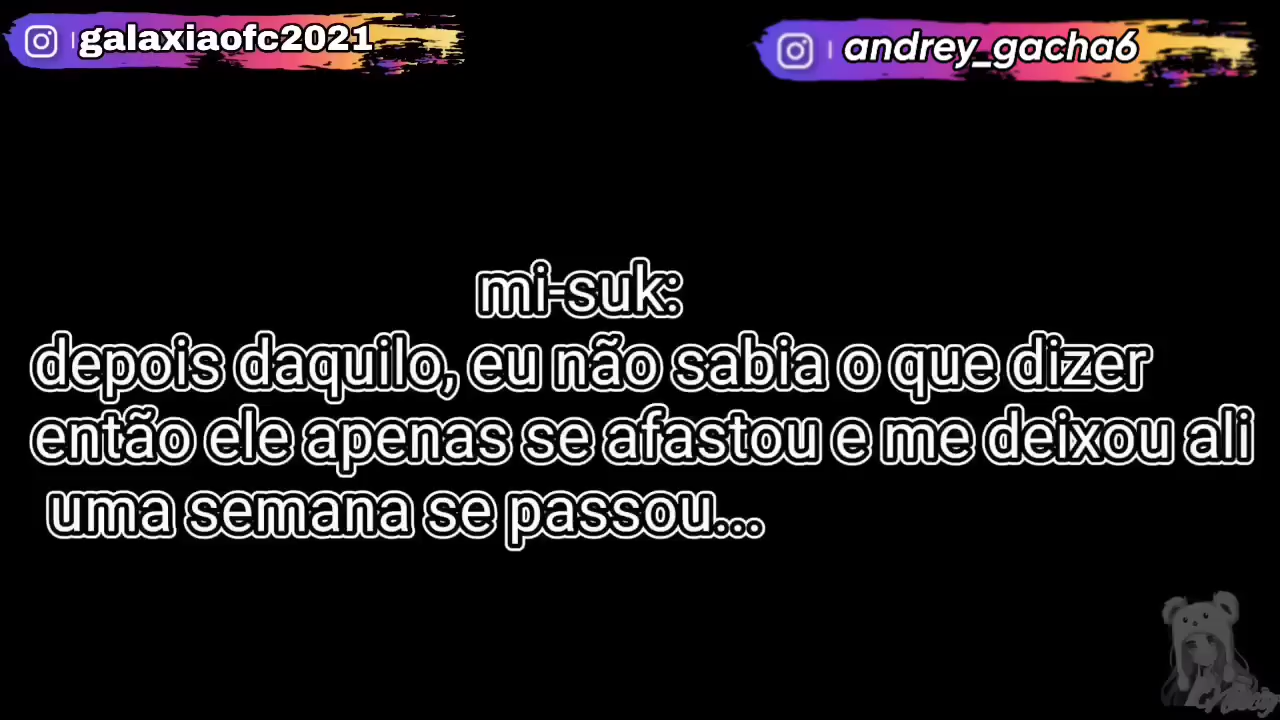 galaxiaofc2021
andrey_gacha6
mi-suk:
depois daquilo, eu não sabia o que dizer
então ele apenas se afastou e me deixou ali
uma semana se passou...